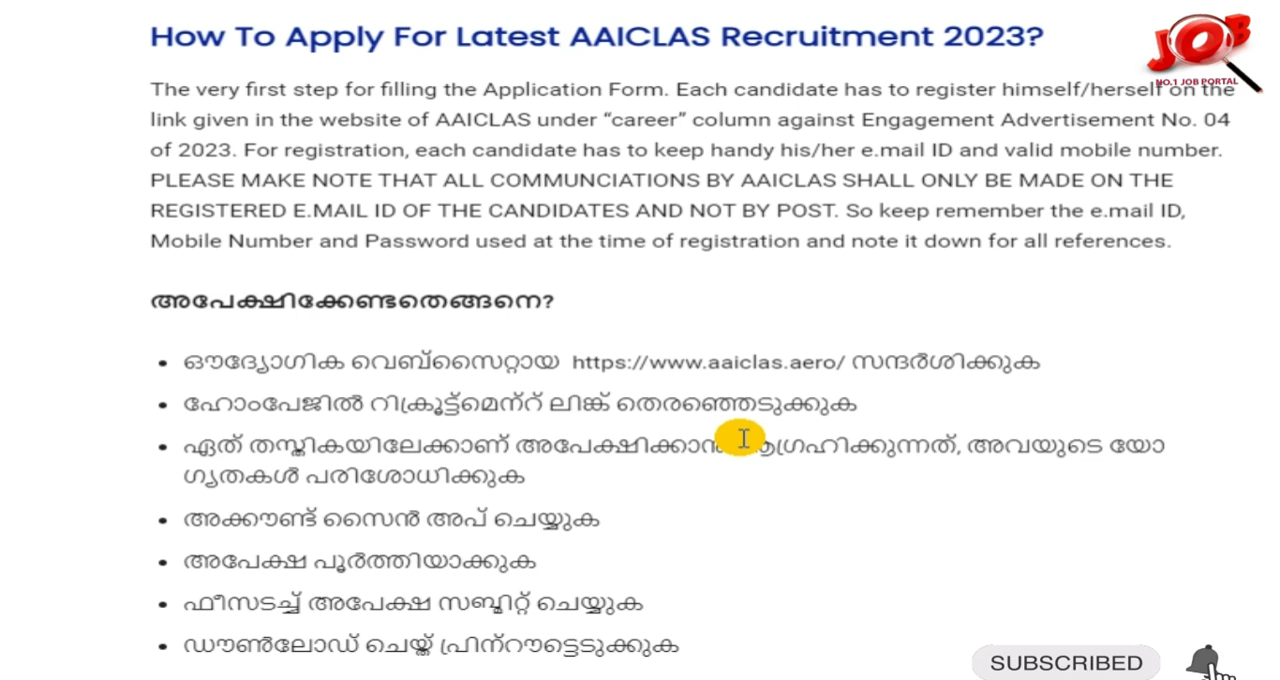 How To Apply For Latest AAICLAS Recruitment 2023?
JOB
NO.1 JOB PORTAL
The very first step for filling the Application Form. Each candidate has to register himself/herself on the
link given in the website of AAICLAS under “career” column against Engagement Advertisement No. 04
of 2023. For registration, each candidate has to keep handy his/her e.mail ID and valid mobile number.
PLEASE MAKE NOTE THAT ALL COMMUNCIATIONS BY AAICLAS SHALL ONLY BE MADE ON THE
REGISTERED E.MAIL ID OF THE CANDIDATES AND NOT BY POST. So keep remember the e.mail ID,
Mobile Number and Password used at the time of registration and note it down for all references.
അപേക്ഷിക്കേണ്ടതെങ്ങനെ?
• ഔദ്യോഗിക വെബ്സൈറ്റായ https://www.aaiclas.aero/ സന്ദർശിക്കുക
• ഹോംപേജിൽ റിക്രൂട്ട്മെന്റ് ലിങ്ക് തെരഞ്ഞെടുക്കുക
• ഏത് തസ്തികയിലേക്കാണ് അപേക്ഷിക്കാൻ ആഗ്രഹിക്കുന്നത്, അവയുടെ യോ
ഗ്യതകൾ പരിശോധിക്കുക
• അക്കൗണ്ട് സൈൻ അപ് ചെയ്യുക
• അപേക്ഷ പൂർത്തിയാക്കുക
• ഫീസടച്ച് അപേക്ഷ സബ്മിറ്റ് ചെയ്യുക
• ഡൗൺലോഡ് ചെയ്ത് പ്രിന്റൗട്ടെടുക്കുക
SUBSCRIBED